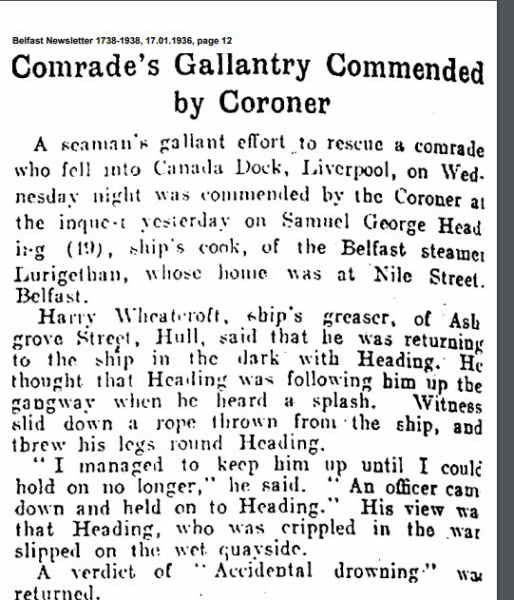 Belfast Newsletter 1738-1938, 17.01.1936, page 12
Comrade's Gallantry Commended
by Coroner
A seaman's gallant effort to rescue a comrade
who fell into Canada Dock, Liverpool, on Wed-
nesday night was commended by the Coroner at
the inquest yesterday on Samuel George Head
ing (19), ship's cook, of the Belfast steamer
Lurigethan, whose home was at Nile Street,
Belfast.
Harry Wheatcroft, ship's greaser, of Ash
grove Street, Hull, said that he was returning
to the ship in the dark with Heading. He
thought that Heading was following him up the
gangway when he heard a splash. Witness
slid down a rope thrown from the ship, and
threw his legs round Heading.
"I managed to keep him up until I could
hold on no longer," he said. "An officer cam
down and held on to Heading." His view wa
that Heading, who was crippled in the war
slipped on the wet quayside.
A verdict of "Accidental drowning" was
returned.